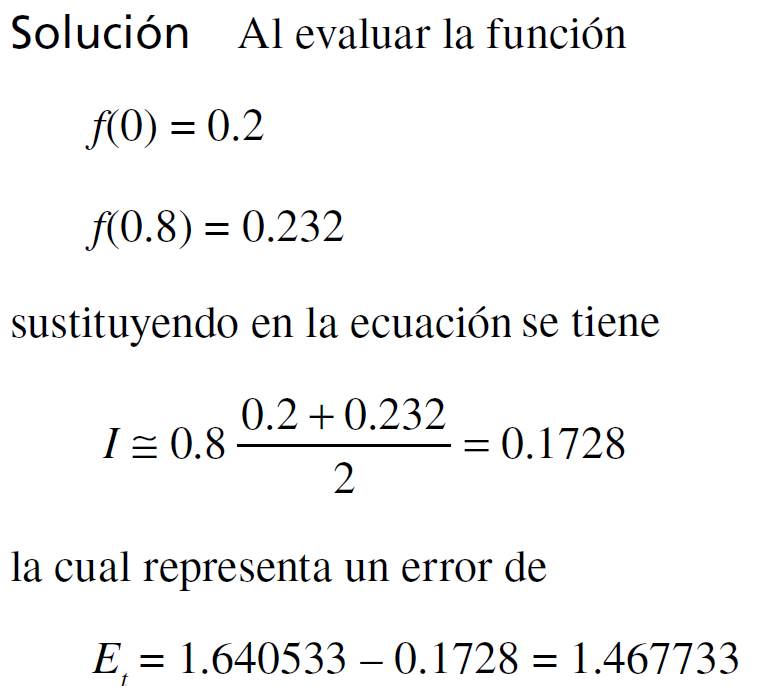 Solución Al evaluar la función
f(0) = 0.2
f(0.8) = 0.232
sustituyendo en la ecuación se tiene
I ≅ 0.8 \frac{0.2 + 0.232}{2} = 0.1728
la cual representa un error de
E_t = 1.640533 – 0.1728 = 1.467733